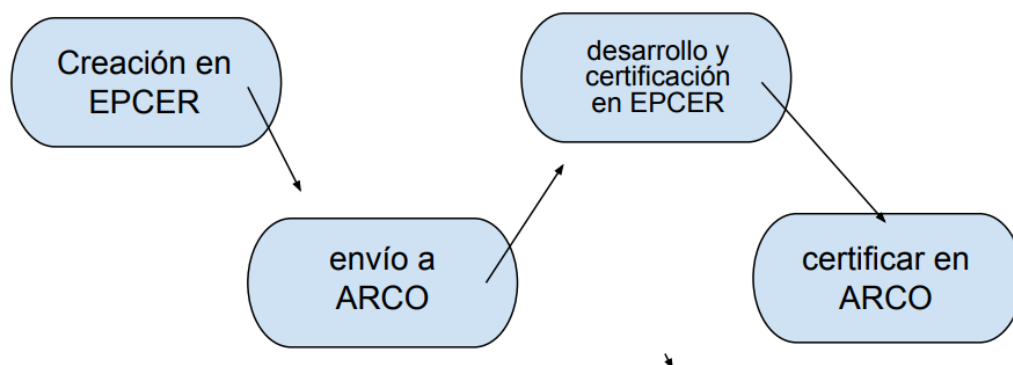 Creación en
EPCER
envío a
ARCO
desarrollo y
certificación
en EPCER
certificar en
ARCO